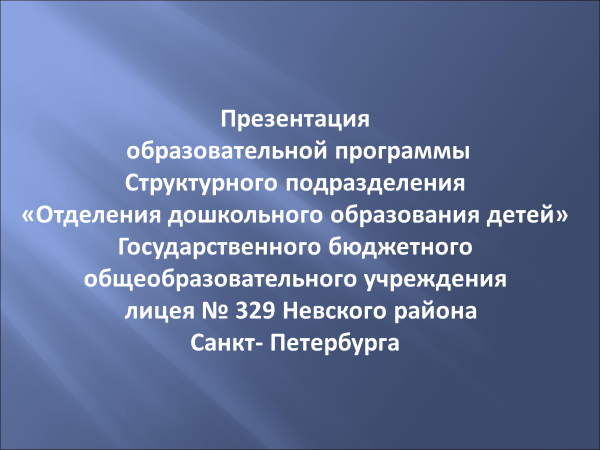 Презентация
образовательной программы
Структурного подразделения
«Отделения дошкольного образования детей»
Государственного бюджетного
общеобразовательного учреждения
лицея № 329 Невского района
Санкт- Петербурга